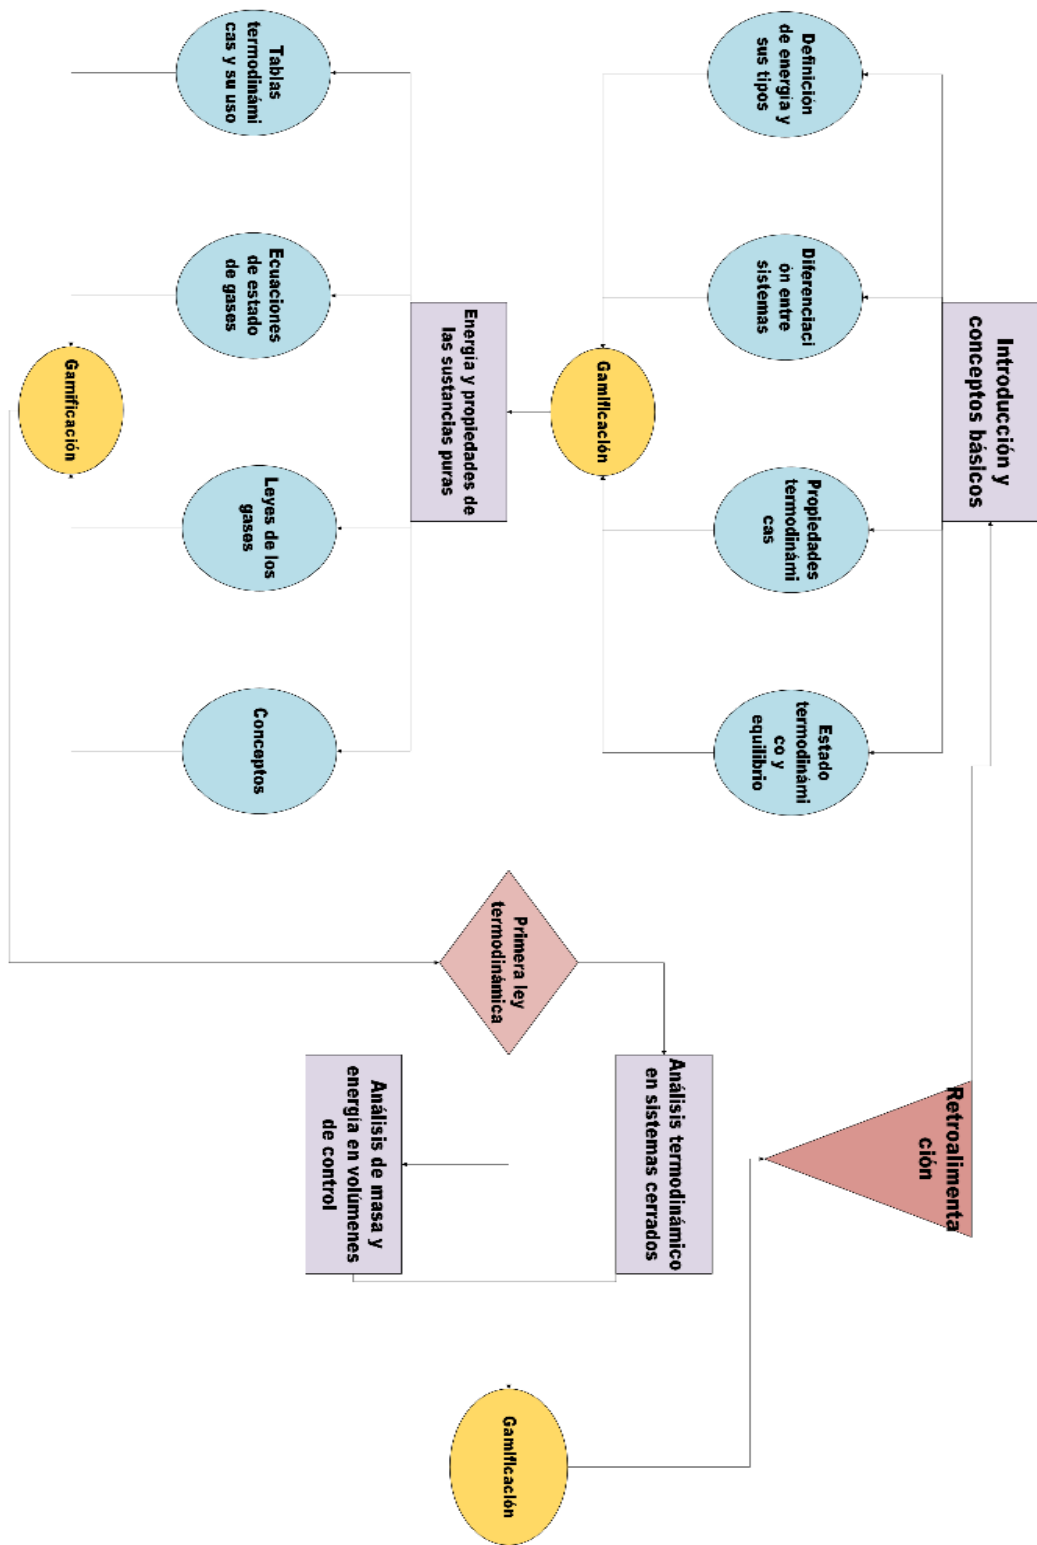 Introducción y
conceptos básicos
Definición
de energía y
sus tipos
Diferenciaci
ón entre
sistemas
Propiedades
termodinámi
cas
Estado
termodinámi
co y
equilibrio
Gamificación
Energía y propiedades de
las sustancias puras
Tablas
termodinámi
cas y su uso
Ecuaciones
de estado
de gases
Leyes de los
gases
Conceptos
Gamificación
Primera ley
termodinámica
Análisis termodinámico
en sistemas cerrados
Análisis de masa y
energía en volúmenes
de control
Gamificación
Retroalimenta
ción